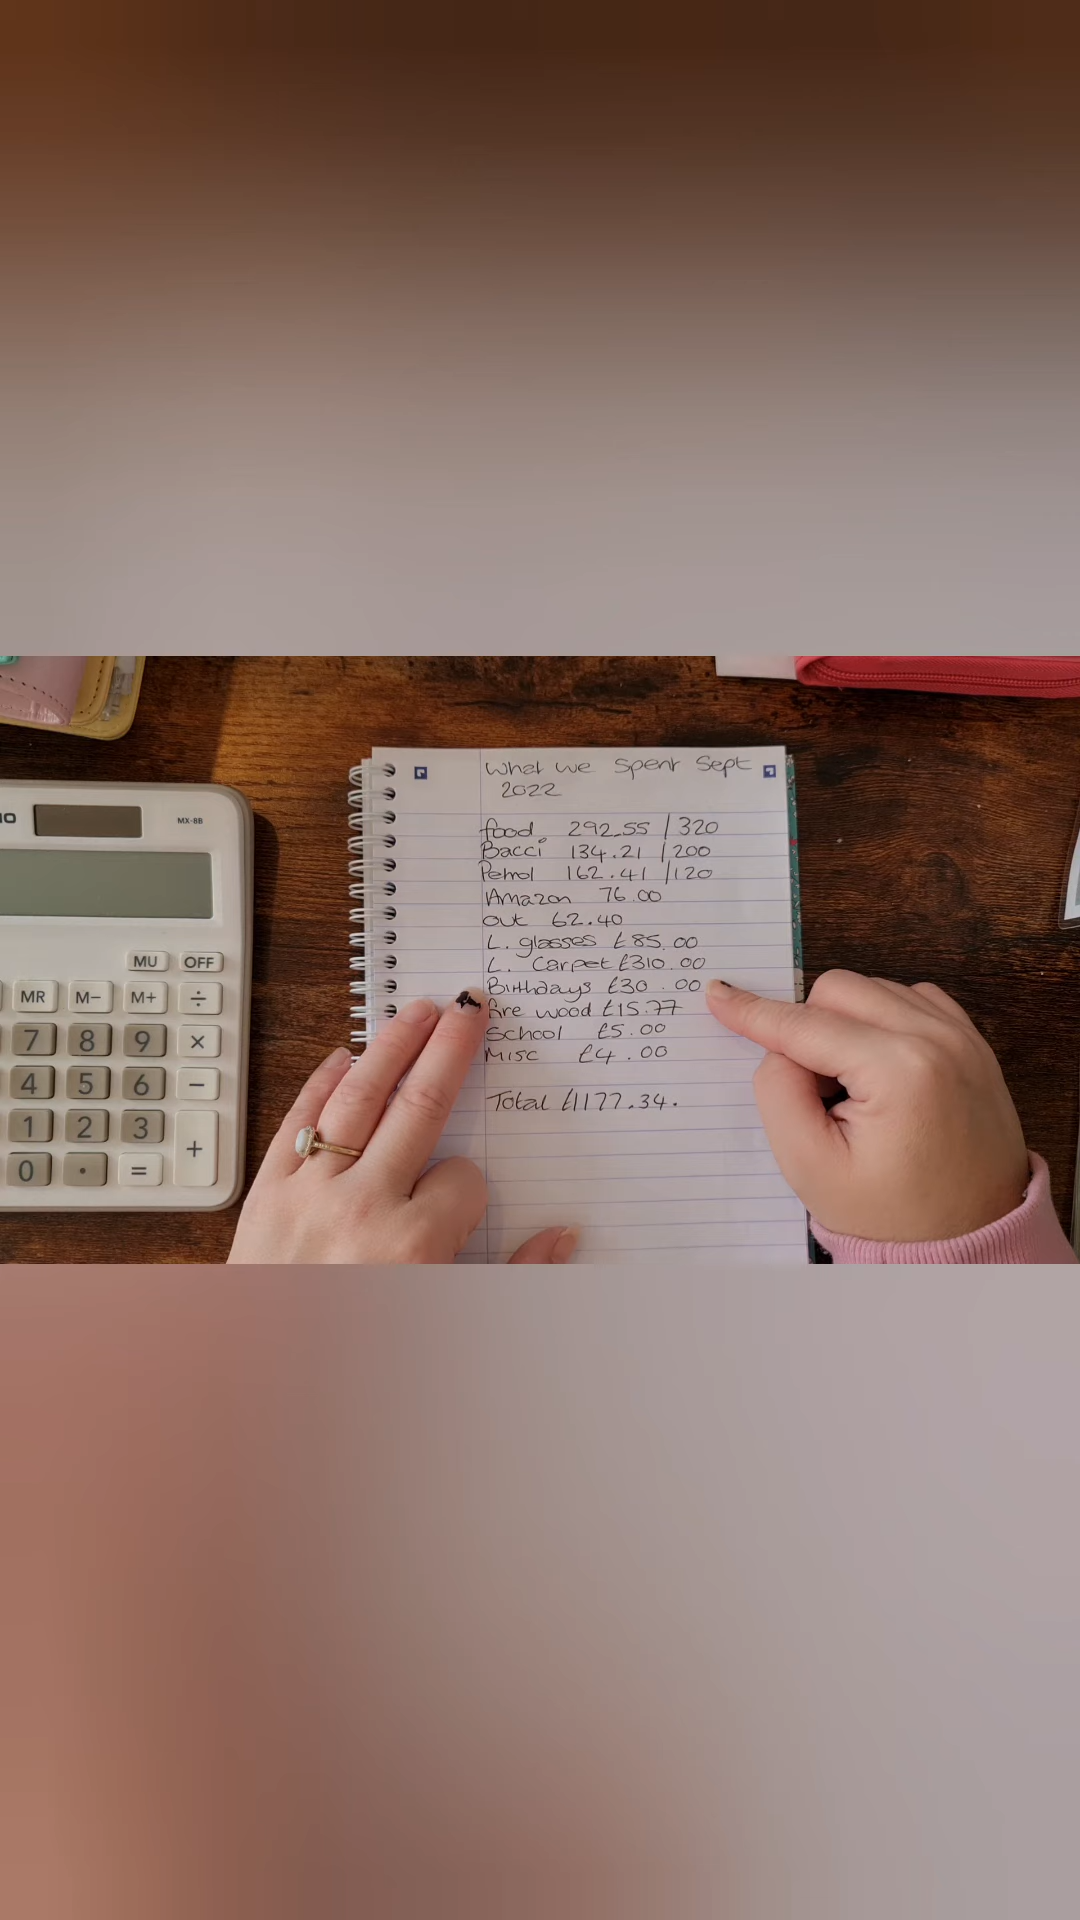 What we spent Sept
2022
food 292.55 / 320
Bacci 134.21 / 200
Petrol 162.41 / 120
Amazon 76.00
out 62.40
L. glasses £85.00
L. Carpet £310.00
Birthdays £30.00
fire wood £15.77
School £5.00
Misc £4.00
Total £1177.34.
MX-8B
MU OFF
MR M- M+ ÷
7 8 9 ×
4 5 6 −
1 2 3 +
0 . =